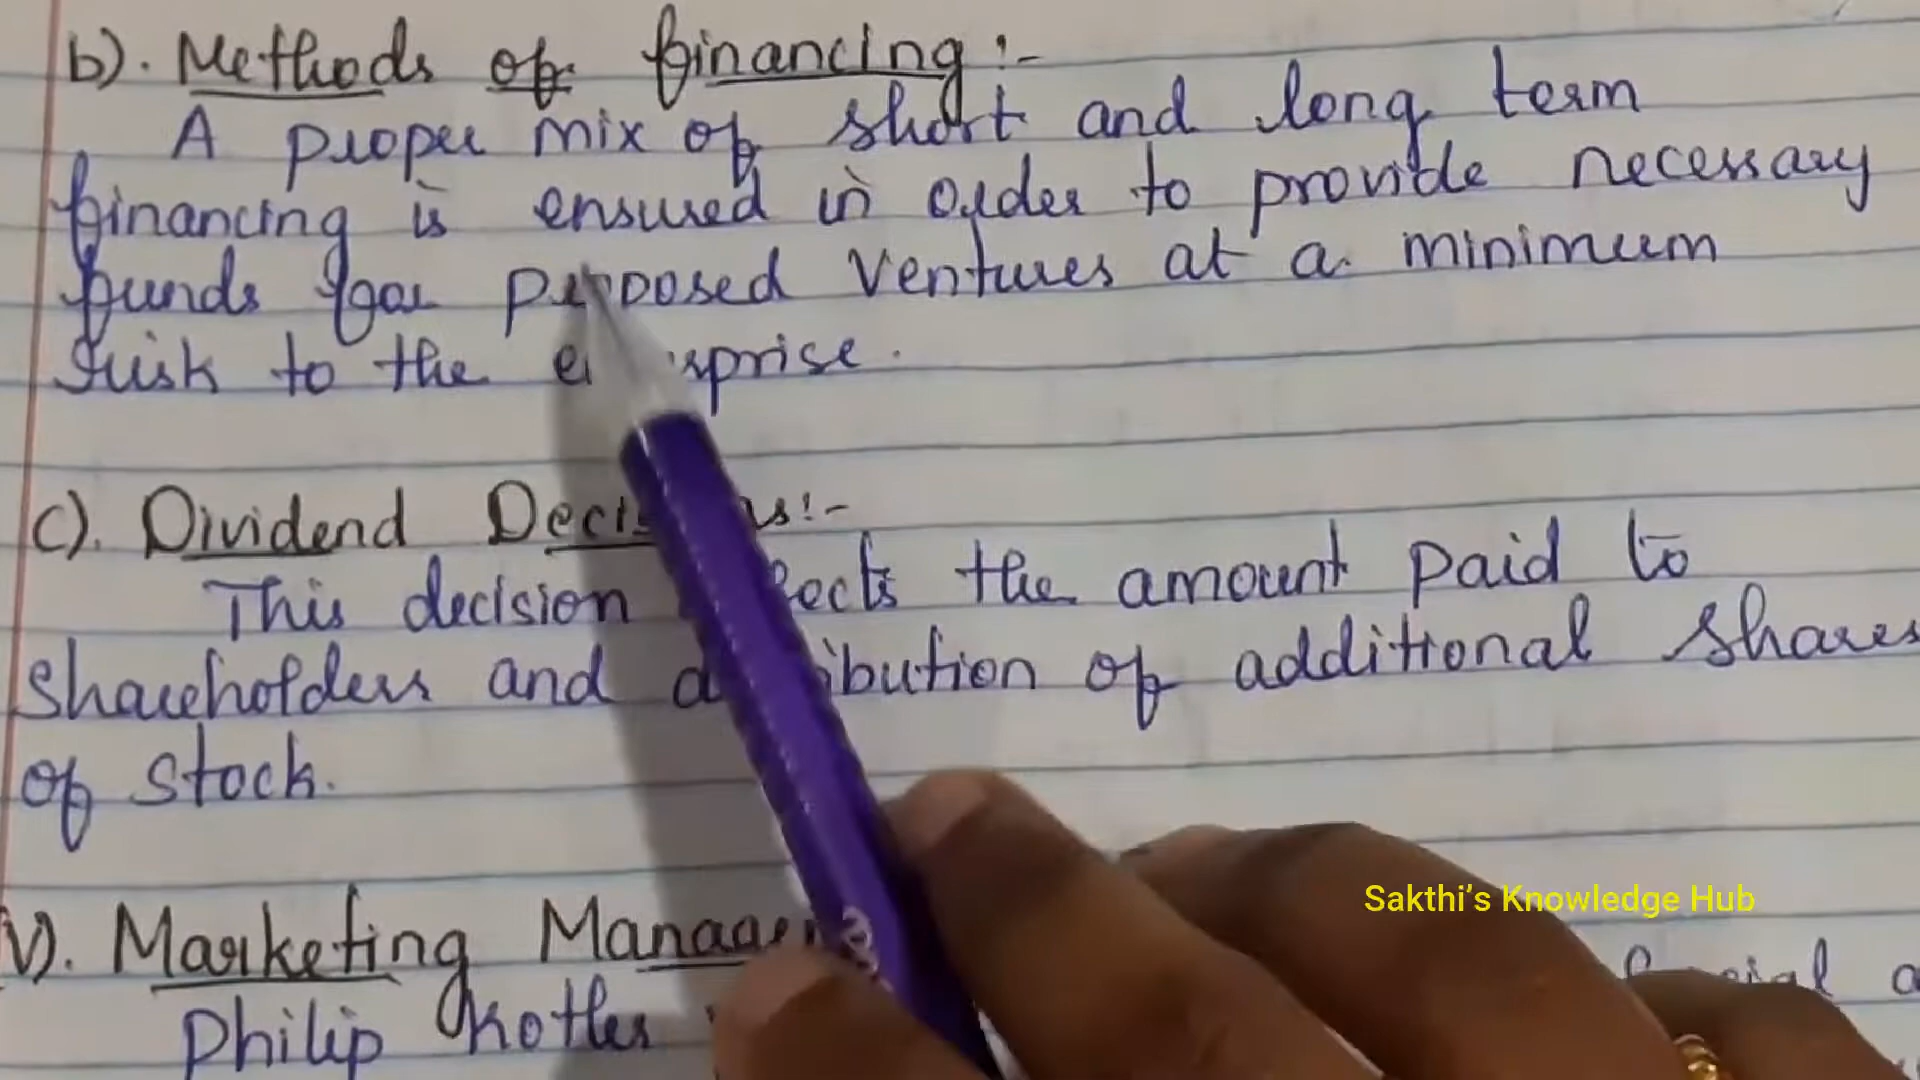 b). Methods of financing :-
A proper mix of short and long term
financing is ensured in order to provide necessary
funds for proposed ventures at a minimum
risk to the
c). Dividend
This decision the amount paid to
shareholders and of additional shares
of stock.
Sakthi's Knowledge Hub
V). Marketing
Philip Kotler